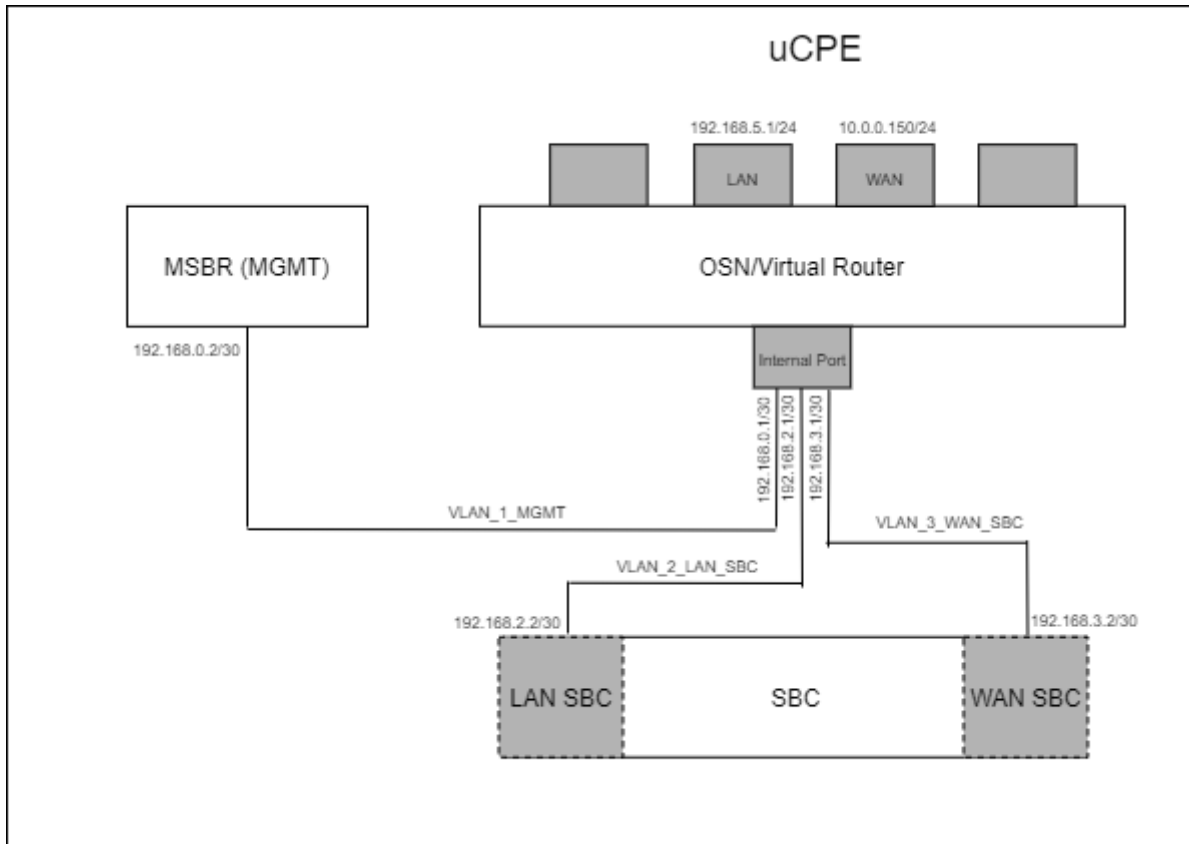 uCPE
192.168.5.1/24
10.0.0.150/24
LAN
WAN
MSBR (MGMT)
OSN/Virtual Router
192.168.0.2/30
Internal Port
192.168.0.1/30
192.168.2.1/30
192.168.3.1/30
VLAN_1_MGMT
VLAN_3_WAN_SBC
VLAN_2_LAN_SBC
192.168.2.2/30
192.168.3.2/30
LAN SBC
SBC
WAN SBC